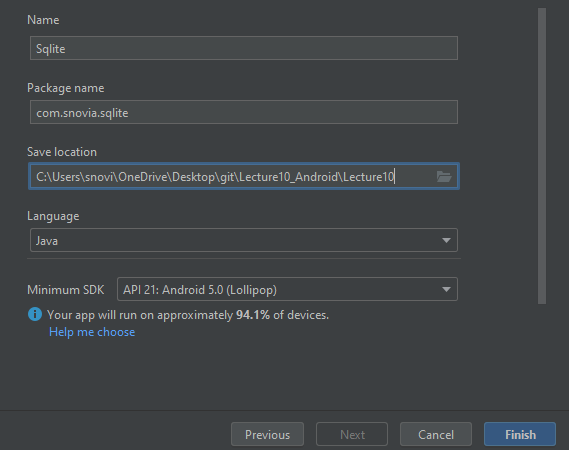 Name
Sqlite
Package name
com.snovia.sqlite
Save location
C:\Users\snovi\OneDrive\Desktop\git\Lecture10_Android\Lecture10
Language
Java
Minimum SDK API 21: Android 5.0 (Lollipop)
Your app will run on approximately 94.1% of devices.
Help me choose
Previous Next Cancel Finish